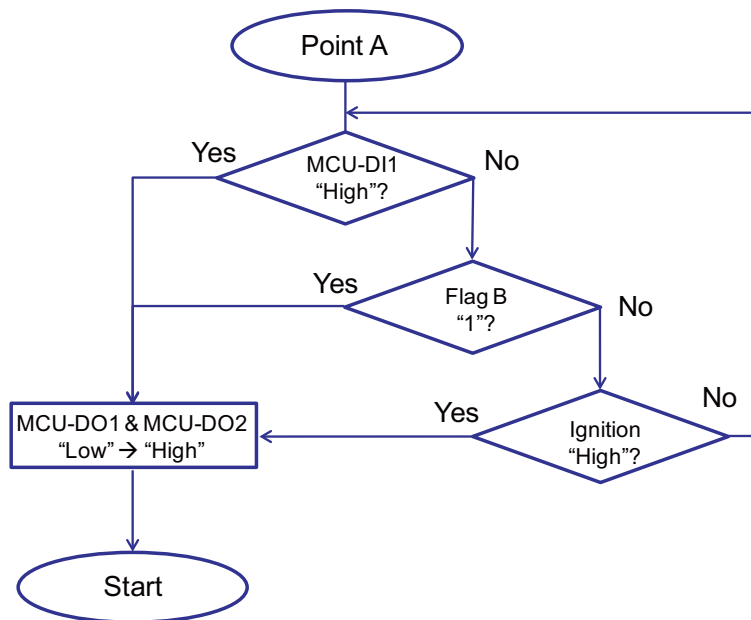 Point A
Yes
MCU-DI1
“High”?
No
Yes
Flag B
“1”?
No
MCU-DO1 & MCU-DO2
“Low” → “High”
Yes
Ignition
“High”?
No
Start